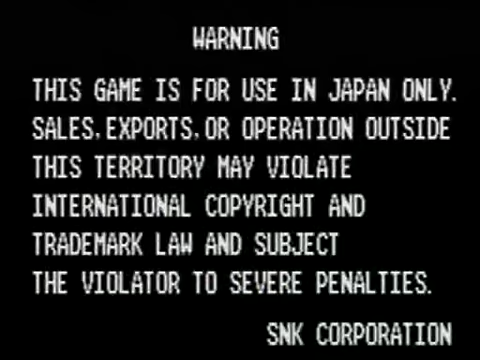 WARNING
THIS GAME IS FOR USE IN JAPAN ONLY.
SALES, EXPORTS, OR OPERATION OUTSIDE
THIS TERRITORY MAY VIOLATE
INTERNATIONAL COPYRIGHT AND
TRADEMARK LAW AND SUBJECT
THE VIOLATOR TO SEVERE PENALTIES.
SNK CORPORATION